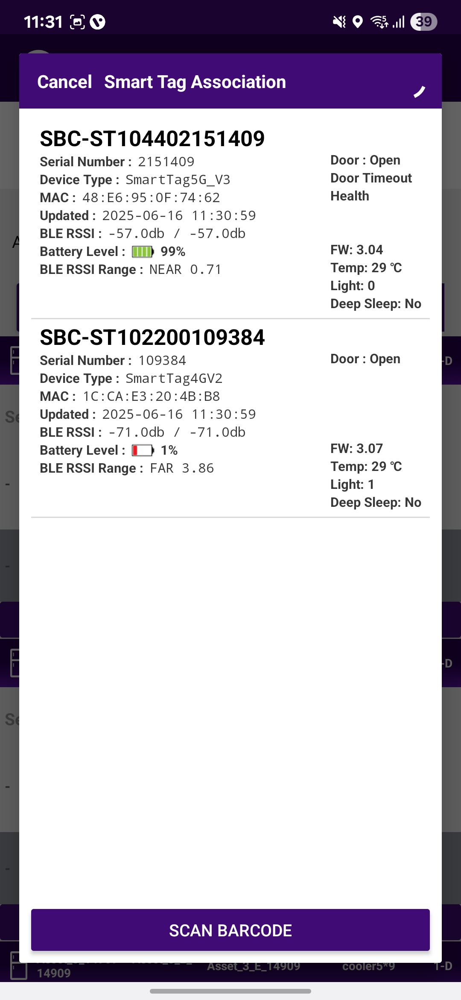 11:31 39
Cancel Smart Tag Association
SBC-ST104402151409
Serial Number : 2151409
Door : Open
Device Type : SmartTag5G_V3
Door Timeout
MAC : 48:E6:95:0F:74:62
Health
Updated : 2025-06-16 11:30:59
BLE RSSI : -57.0db / -57.0db
Battery Level : 99%
FW: 3.04
BLE RSSI Range : NEAR 0.71
Temp: 29 ℃
Light: 0
Deep Sleep: No
SBC-ST102200109384
Serial Number : 109384
Door : Open
Device Type : SmartTag4GV2
MAC : 1C:CA:E3:20:4B:B8
Updated : 2025-06-16 11:30:59
BLE RSSI : -71.0db / -71.0db
Battery Level : 1%
FW: 3.07
BLE RSSI Range : FAR 3.86
Temp: 29 ℃
Light: 1
Deep Sleep: No
-D
Se
-
-
-D
Se
-
-
SCAN BARCODE
Asset_3_E_14909 cooler5*9 1-D
14909